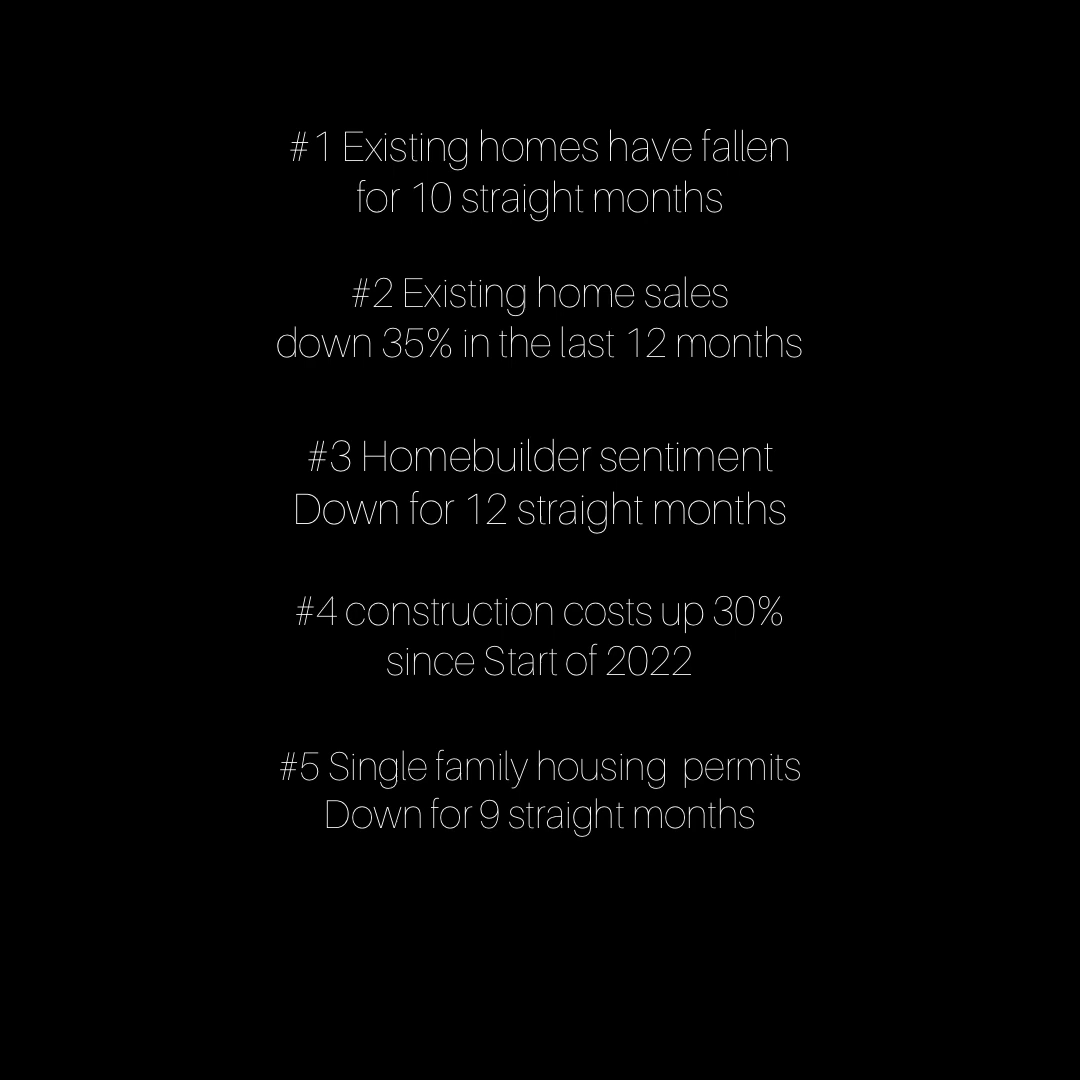 #1 Existing homes have fallen
for 10 straight months
#2 Existing home sales
down 35% in the last 12 months
#3 Homebuilder sentiment
Down for 12 straight months
#4 construction costs up 30%
since Start of 2022
#5 Single family housing  permits
Down for 9 straight months